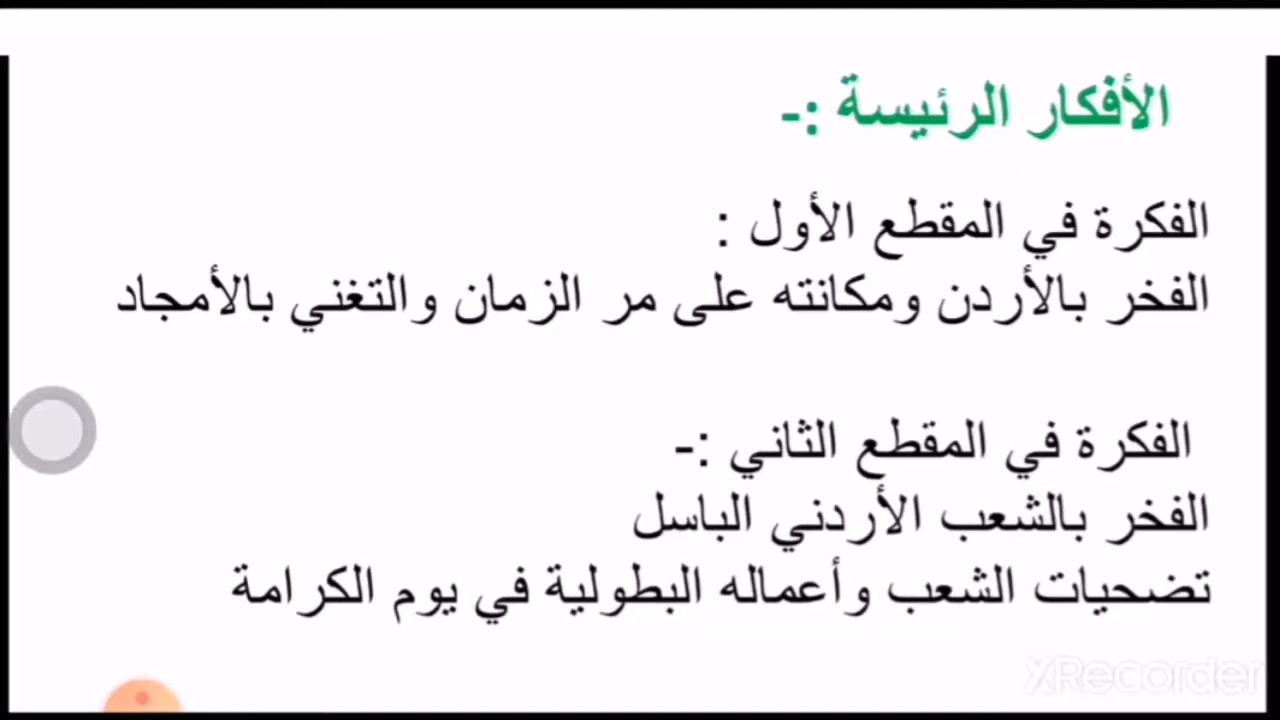 الأفكار الرئيسة :-
الفكرة في المقطع الأول :
الفخر بالأردن ومكانته على مر الزمان والتغني بالأمجاد
الفكرة في المقطع الثاني :-
الفخر بالشعب الأردني الباسل
تضحيات الشعب وأعماله البطولية في يوم الكرامة
XRecorder